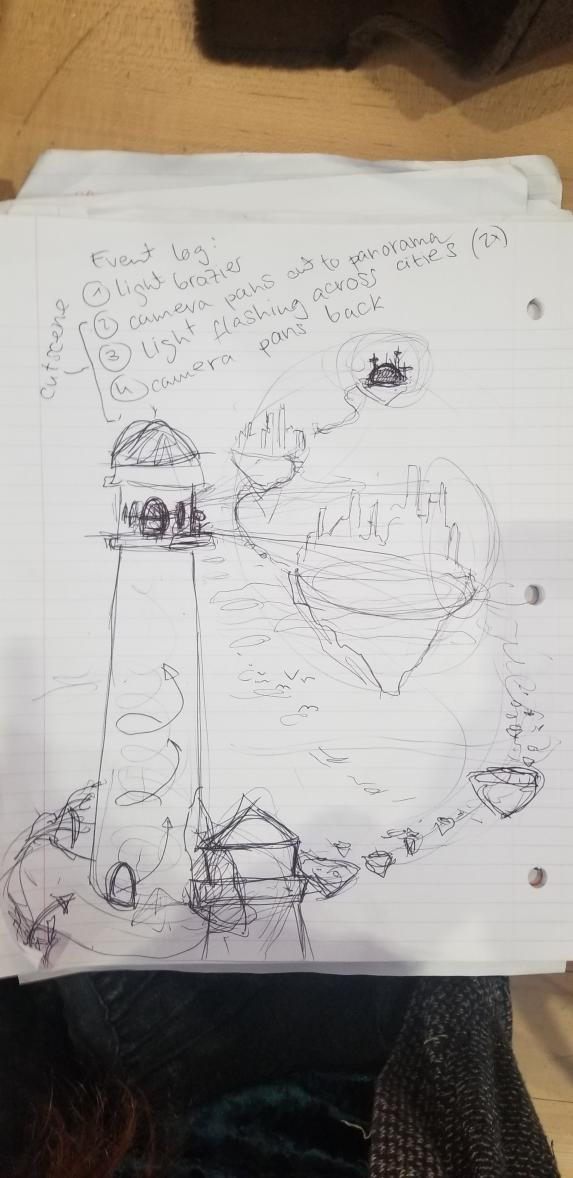 Event log:
① light brazier
② camera pans out to panorama
③ light flashing across cities (2x)
④ camera pans back
cutscene